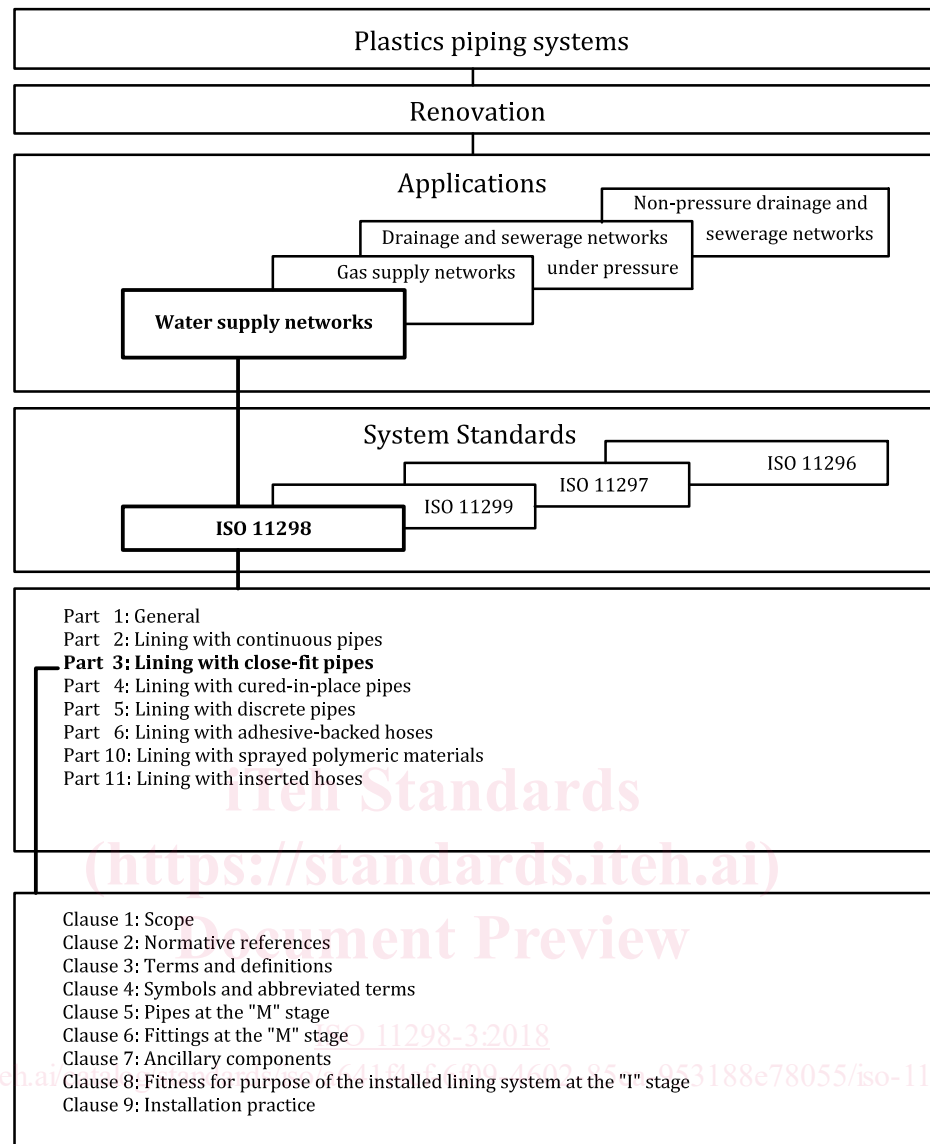 Plastics piping systems
Renovation
Applications
Non-pressure drainage and
sewerage networks
Drainage and sewerage networks
under pressure
Gas supply networks
Water supply networks
System Standards
ISO 11296
ISO 11297
ISO 11299
ISO 11298
Part 1: General
Part 2: Lining with continuous pipes
Part 3: Lining with close-fit pipes
Part 4: Lining with cured-in-place pipes
Part 5: Lining with discrete pipes
Part 6: Lining with adhesive-backed hoses
Part 10: Lining with sprayed polymeric materials
Part 11: Lining with inserted hoses
iTeh Standards
(https://standards.iteh.ai)
Document Preview
Clause 1: Scope
Clause 2: Normative references
Clause 3: Terms and definitions
Clause 4: Symbols and abbreviated terms
Clause 5: Pipes at the "M" stage
Clause 6: Fittings at the "M" stage
ISO 11298-3:2018
Clause 7: Ancillary components
Clause 8: Fitness for purpose of the installed lining system at the "I" stage
953188e78055/iso-11
Clause 9: Installation practice